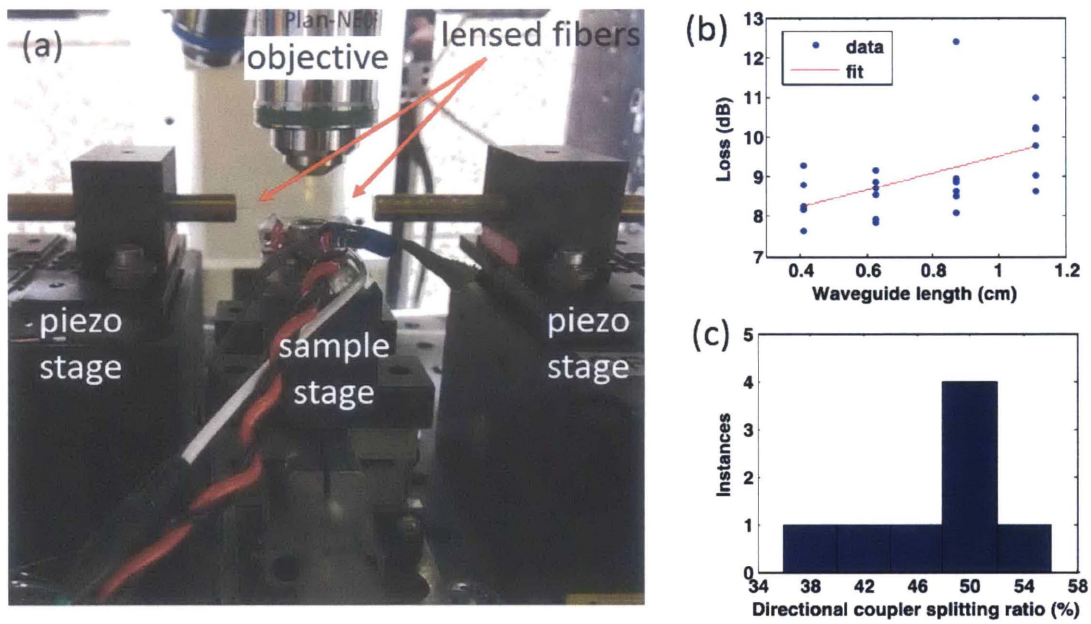 (a)
Plan-NEO
objective
lensed fibers
piezo
stage
sample
stage
piezo
stage
(b)
data
fit
13
12
11
10
9
8
7
Loss (dB)
0.4 0.6 0.8 1 1.2
Waveguide length (cm)
(c)
5
4
3
2
1
0
Instances
34 38 42 46 50 54 58
Directional coupler splitting ratio (%)